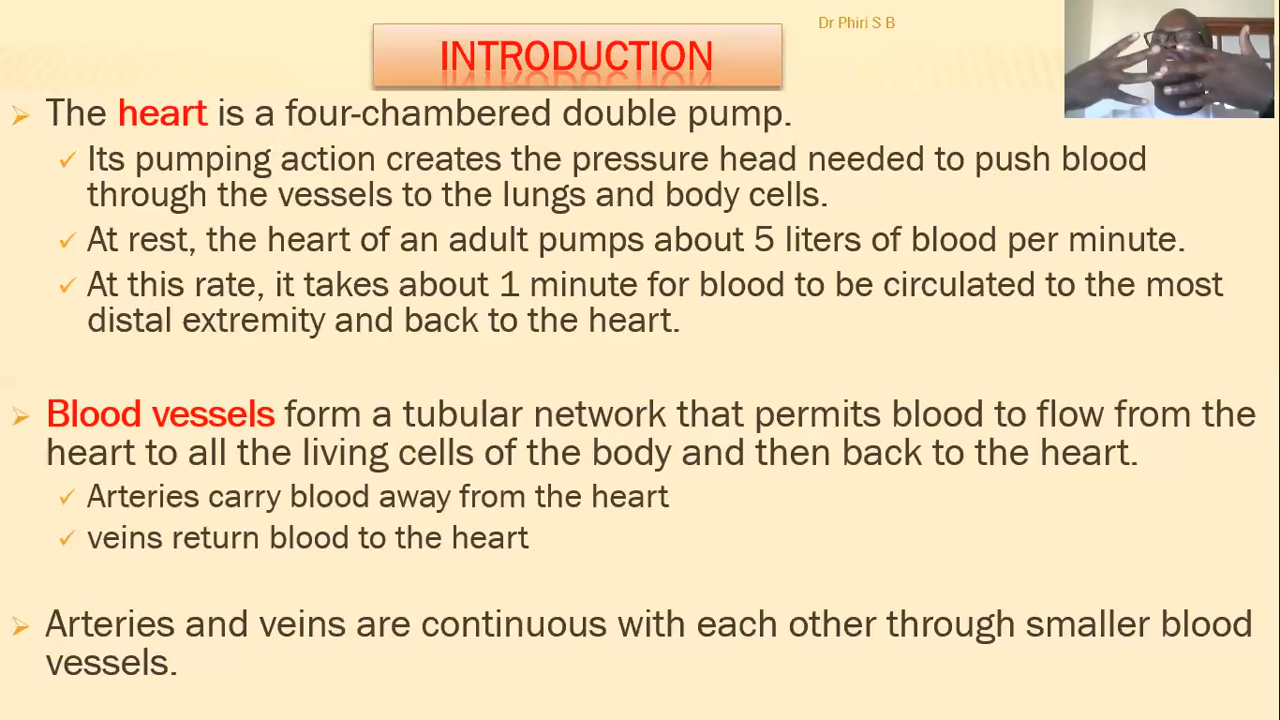 Dr Phiri S B
INTRODUCTION
The heart is a four-chambered double pump.
Its pumping action creates the pressure head needed to push blood
through the vessels to the lungs and body cells.
At rest, the heart of an adult pumps about 5 liters of blood per minute.
At this rate, it takes about 1 minute for blood to be circulated to the most
distal extremity and back to the heart.
Blood vessels form a tubular network that permits blood to flow from the
heart to all the living cells of the body and then back to the heart.
Arteries carry blood away from the heart
veins return blood to the heart
Arteries and veins are continuous with each other through smaller blood
vessels.